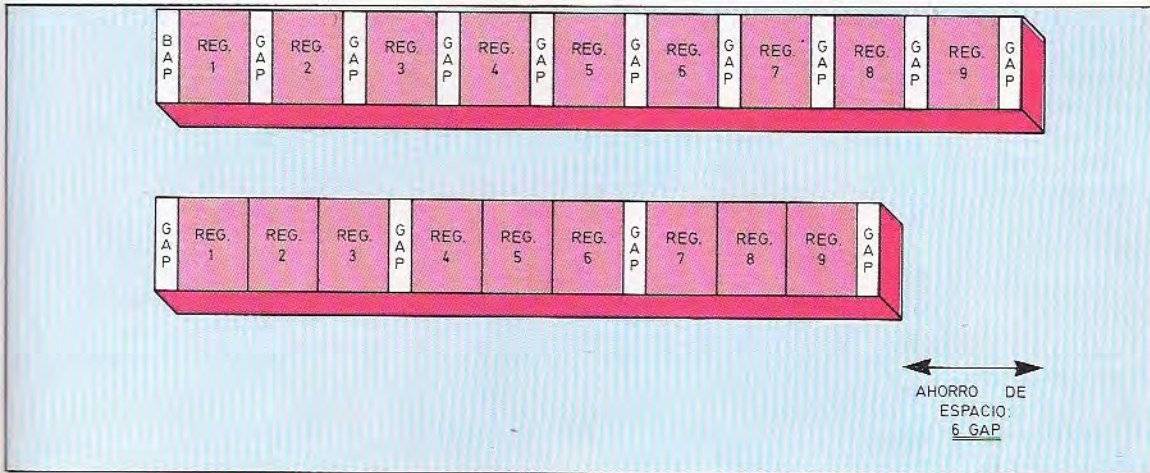 BAP REG. 1 GAP REG. 2 GAP REG. 3 GAP REG. 4 GAP REG. 5 GAP REG. 6 GAP REG. 7 GAP REG. 8 GAP REG. 9 GAP
GAP REG. 1 REG. 2 REG. 3 GAP REG. 4 REG. 5 REG. 6 GAP REG. 7 REG. 8 REG. 9 GAP
AHORRO DE
ESPACIO:
6 GAP